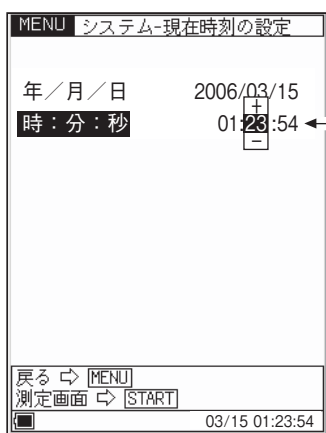 MENU システム-現在時刻の設定
年／月／日 2006/03/15
+
時：分：秒 01:23:54
−
戻る ⇨ MENU
測定画面 ⇨ START
03/15 01:23:54